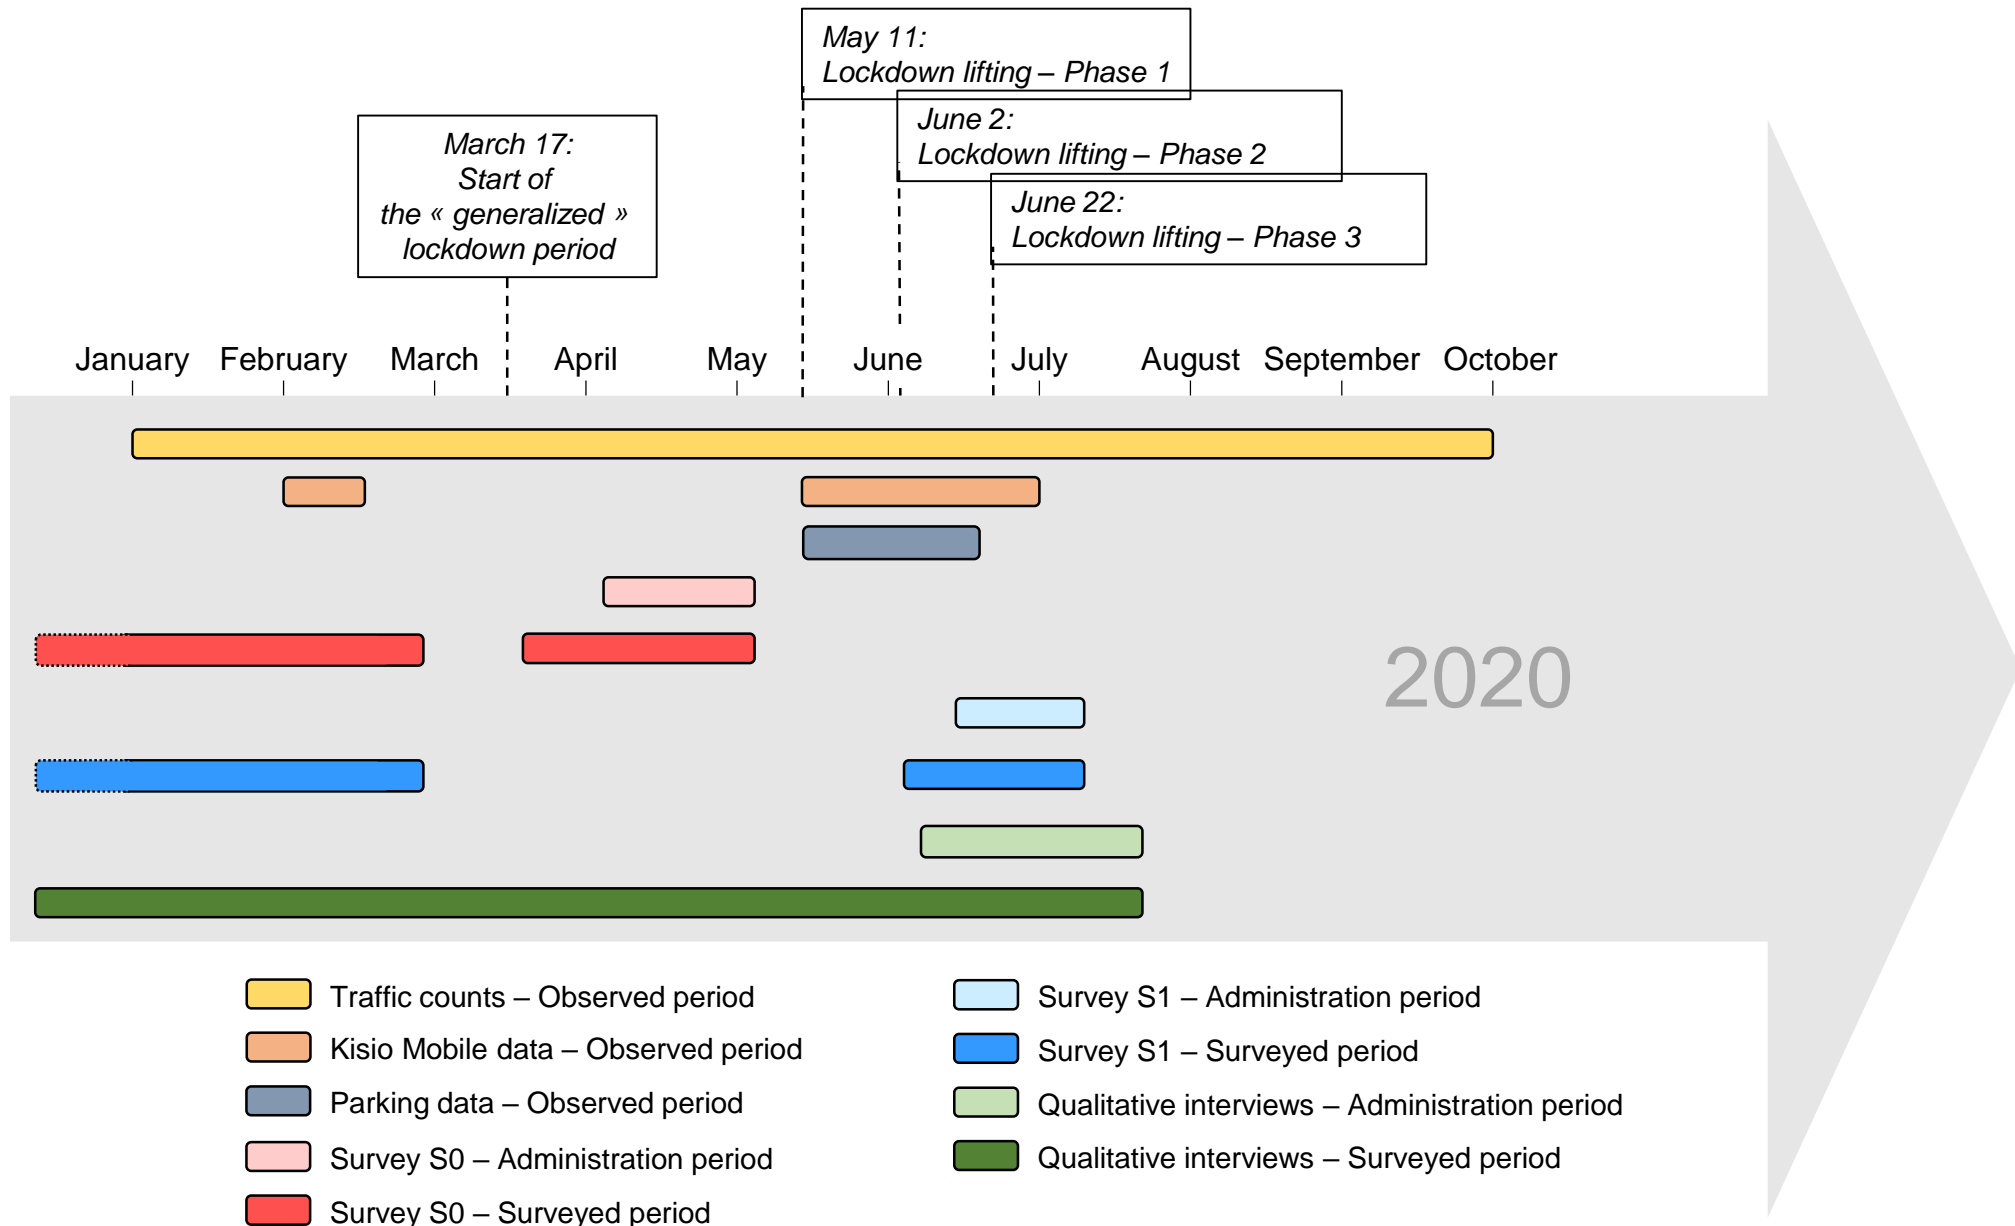 May 11:
Lockdown lifting – Phase 1
June 2:
Lockdown lifting – Phase 2
March 17:
Start of
the « generalized »
lockdown period
June 22:
Lockdown lifting – Phase 3
January February March April May June July August September October
2020
Traffic counts – Observed period
Kisio Mobile data – Observed period
Parking data – Observed period
Survey S0 – Administration period
Survey S0 – Surveyed period
Survey S1 – Administration period
Survey S1 – Surveyed period
Qualitative interviews – Administration period
Qualitative interviews – Surveyed period